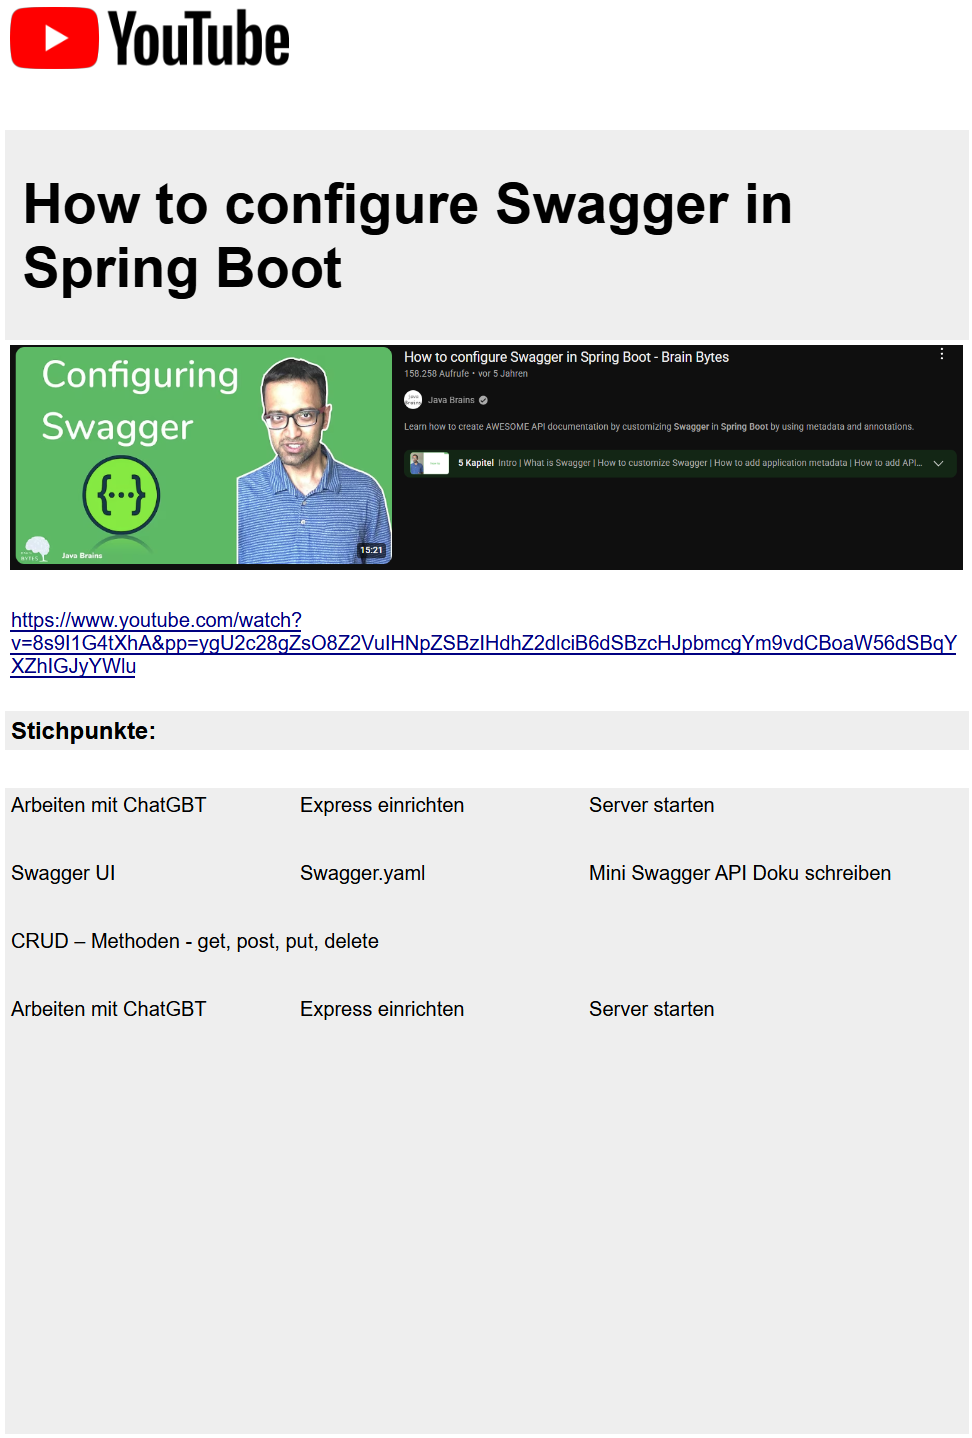 YouTube
How to configure Swagger in
Spring Boot
Configuring
Swagger
{···}
Java Brains
15:21
How to configure Swagger in Spring Boot - Brain Bytes
158.258 Aufrufe • vor 5 Jahren
Java Brains
Learn how to create AWESOME API documentation by customizing Swagger in Spring Boot by using metadata and annotations.
5 Kapitel Intro | What is Swagger | How to customize Swagger | How to add application metadata | How to add API...
https://www.youtube.com/watch?
v=8s9I1G4tXhA&pp=ygU2c28gZsO8Z2VuIHNpZSBzIHdhZ2dlciB6dSBzcHJpbmcgYm9vdCBoaW56dSBqY
XZhIGJyYWlu
Stichpunkte:
Arbeiten mit ChatGBT Express einrichten Server starten
Swagger UI Swagger.yaml Mini Swagger API Doku schreiben
CRUD – Methoden - get, post, put, delete
Arbeiten mit ChatGBT Express einrichten Server starten